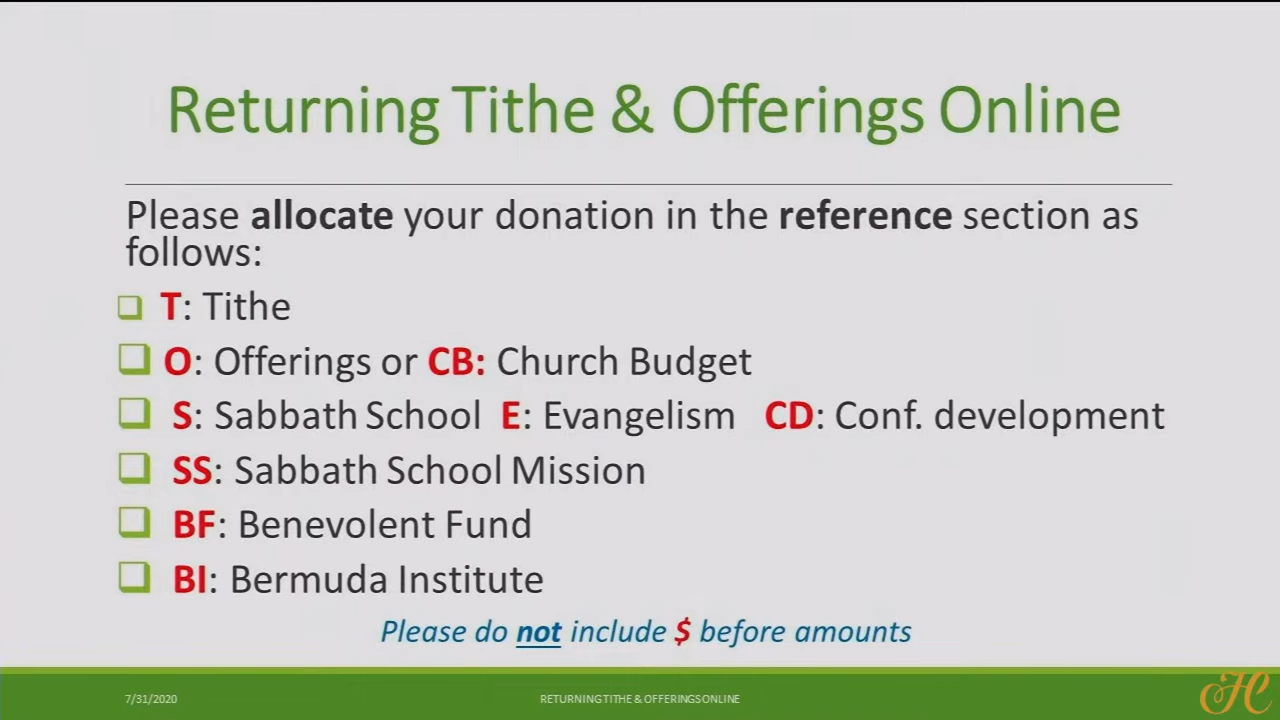 Returning Tithe & Offerings Online
Please allocate your donation in the reference section as
follows:
T: Tithe
O: Offerings or CB: Church Budget
S: Sabbath School E: Evangelism CD: Conf. development
SS: Sabbath School Mission
BF: Benevolent Fund
BI: Bermuda Institute
Please do not include $ before amounts
7/31/2020 RETURNING TITHE & OFFERINGS ONLINE HC